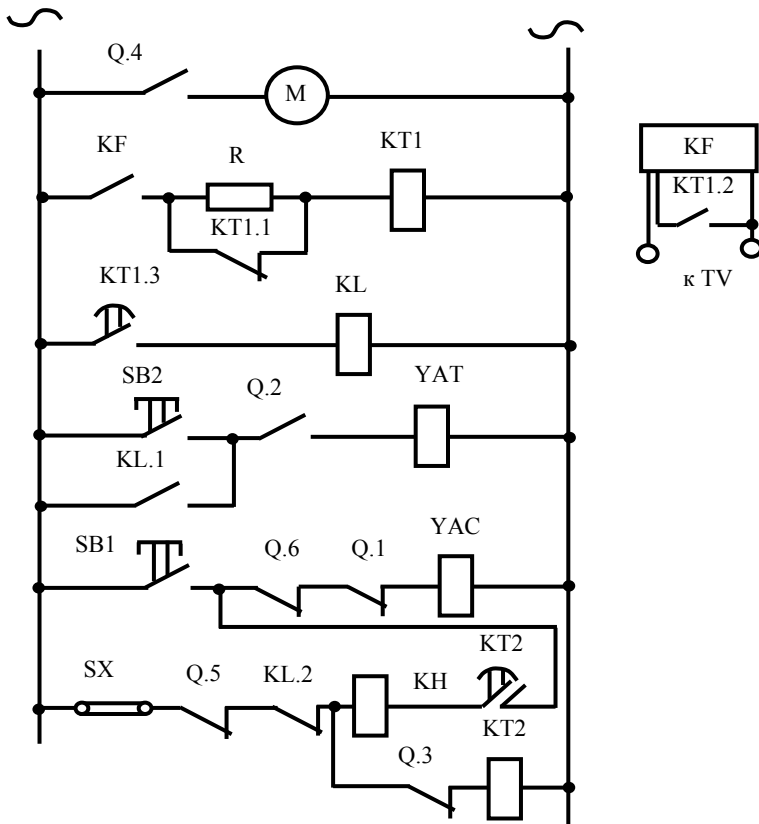 Q.4
M
KF
R
KT1
KF
KT1.1
KT1.2
KT1.3
KL
к TV
SB2
Q.2
YAT
KL.1
SB1
Q.6
Q.1
YAC
SX
Q.5
KL.2
KH
KT2
KT2
Q.3